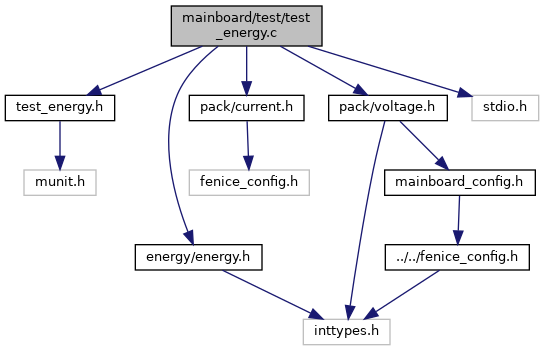 mainboard/test/test
_energy.c
test_energy.h
pack/current.h
pack/voltage.h
stdio.h
munit.h
fenice_config.h
mainboard_config.h
energy/energy.h
../../fenice_config.h
inttypes.h